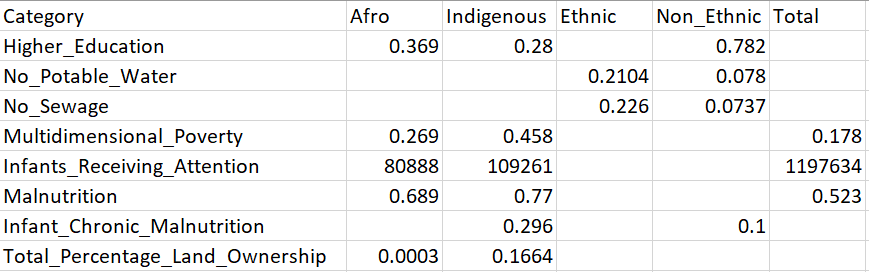 Category Afro Indigenous Ethnic Non_Ethnic Total
Higher_Education 0.369 0.28 0.782
No_Potable_Water 0.2104 0.078
No_Sewage 0.226 0.0737
Multidimensional_Poverty 0.269 0.458 0.178
Infants_Receiving_Attention 80888 109261 1197634
Malnutrition 0.689 0.77 0.523
Infant_Chronic_Malnutrition 0.296 0.1
Total_Percentage_Land_Ownership 0.0003 0.1664